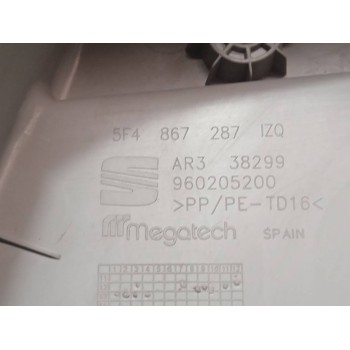 5F4 867 287 IZQ
AR3 38299
960205200
>PP/PE-TD16<
Megatech SPAIN